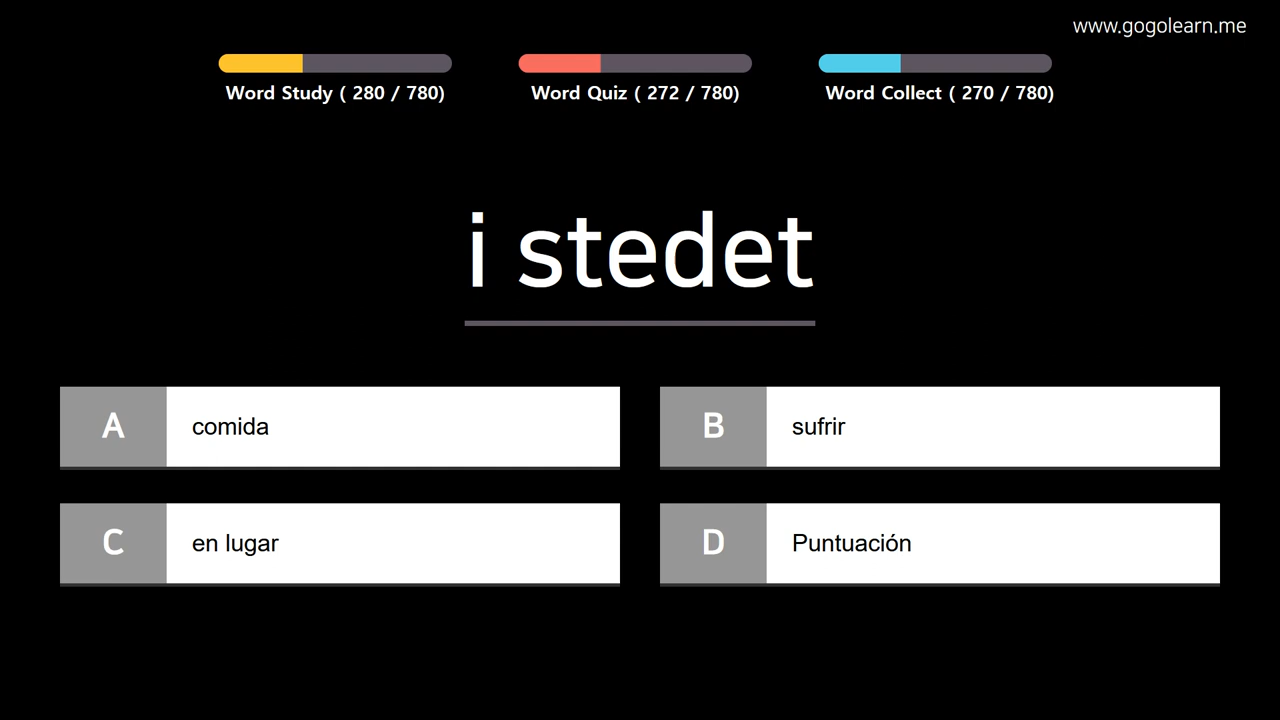 www.gogolearn.me
Word Study ( 280 / 780)
Word Quiz ( 272 / 780)
Word Collect ( 270 / 780)
i stedet
A
comida
B
sufrir
C
en lugar
D
Puntuación